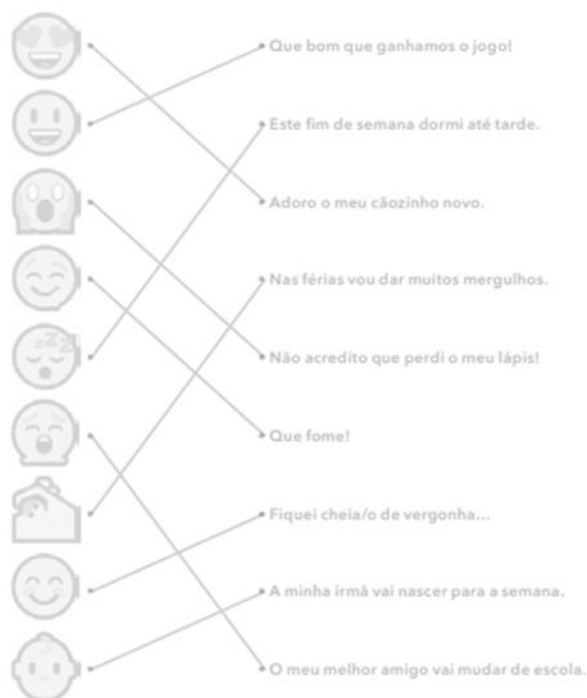 Que bom que ganhamos o jogo!
Este fim de semana dormi até tarde.
Adoro o meu cãozinho novo.
Nas férias vou dar muitos mergulhos.
Não acredito que perdi o meu lápis!
Que fome!
Fiquei cheia/o de vergonha...
A minha irmã vai nascer para a semana.
O meu melhor amigo vai mudar de escola.